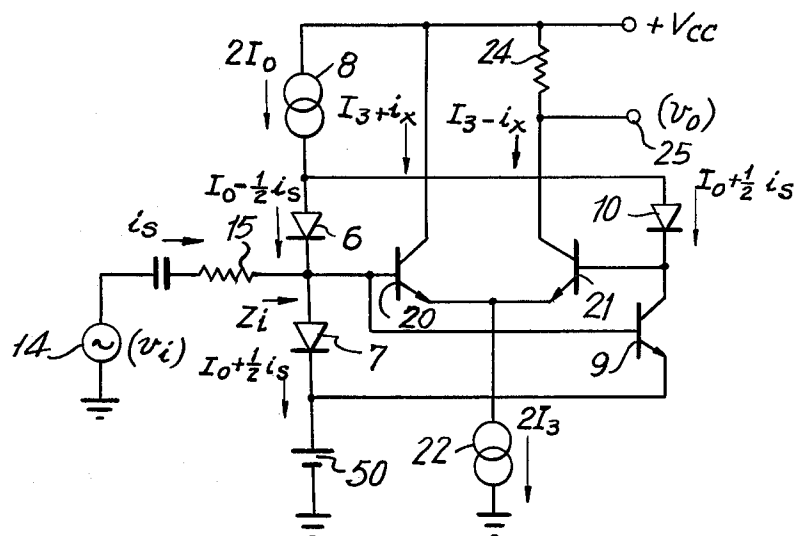 +Vcc
2I₀
8
24
I₃+iₓ
I₃-iₓ
(v₀)
25
I₀-½iₛ
I₀+½iₛ
10
iₛ
15
6
Zᵢ
20
21
14
(vᵢ)
7
9
I₀+½iₛ
22
2I₃
50